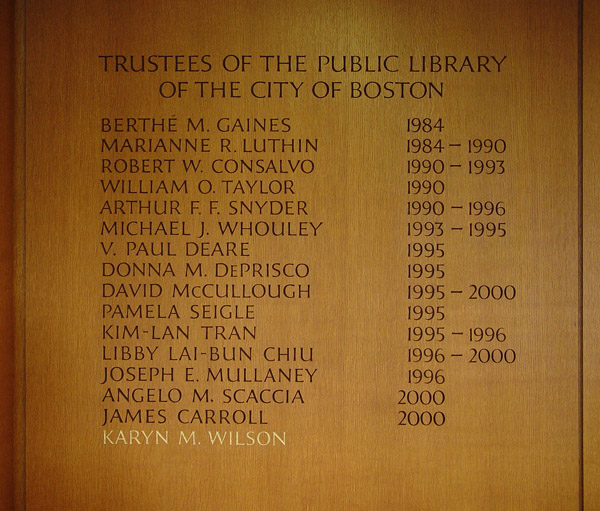 TRUSTEES OF THE PUBLIC LIBRARY
OF THE CITY OF BOSTON
BERTHÉ M. GAINES 1984
MARIANNE R. LUTHIN 1984 – 1990
ROBERT W. CONSALVO 1990 – 1993
WILLIAM O. TAYLOR 1990
ARTHUR F. F. SNYDER 1990 – 1996
MICHAEL J. WHOULEY 1993 – 1995
V. PAUL DEARE 1995
DONNA M. DePRISCO 1995
DAVID McCULLOUGH 1995 – 2000
PAMELA SEIGLE 1995
KIM-LAN TRAN 1995 – 1996
LIBBY LAI-BUN CHIU 1996 – 2000
JOSEPH E. MULLANEY 1996
ANGELO M. SCACCIA 2000
JAMES CARROLL 2000
KARYN M. WILSON